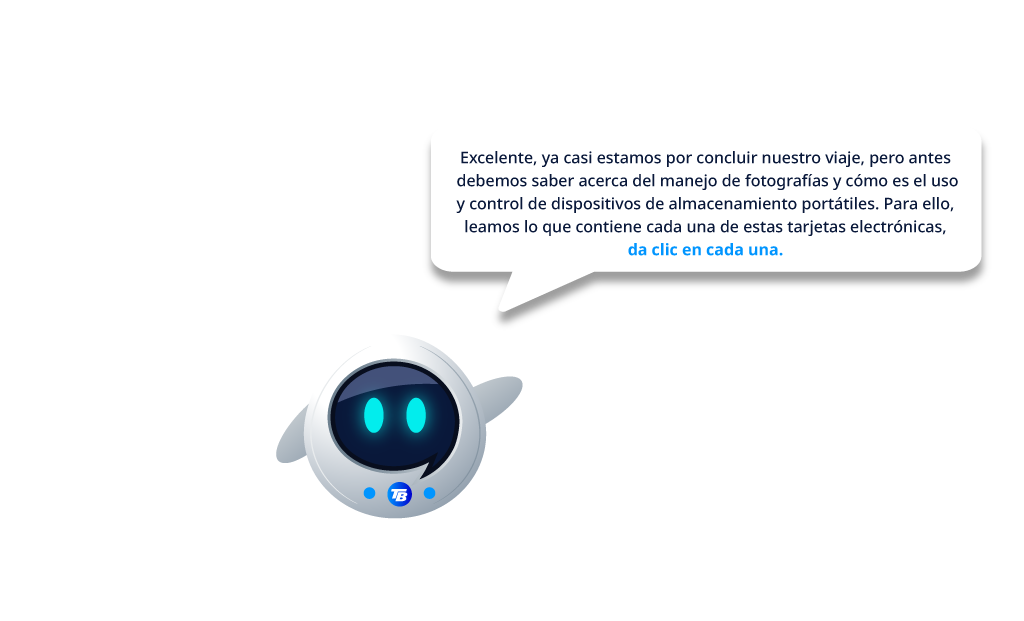 Excelente, ya casi estamos por concluir nuestro viaje, pero antes
debemos saber acerca del manejo de fotografías y cómo es el uso
y control de dispositivos de almacenamiento portátiles. Para ello,
leamos lo que contiene cada una de estas tarjetas electrónicas,
da clic en cada una.
TB